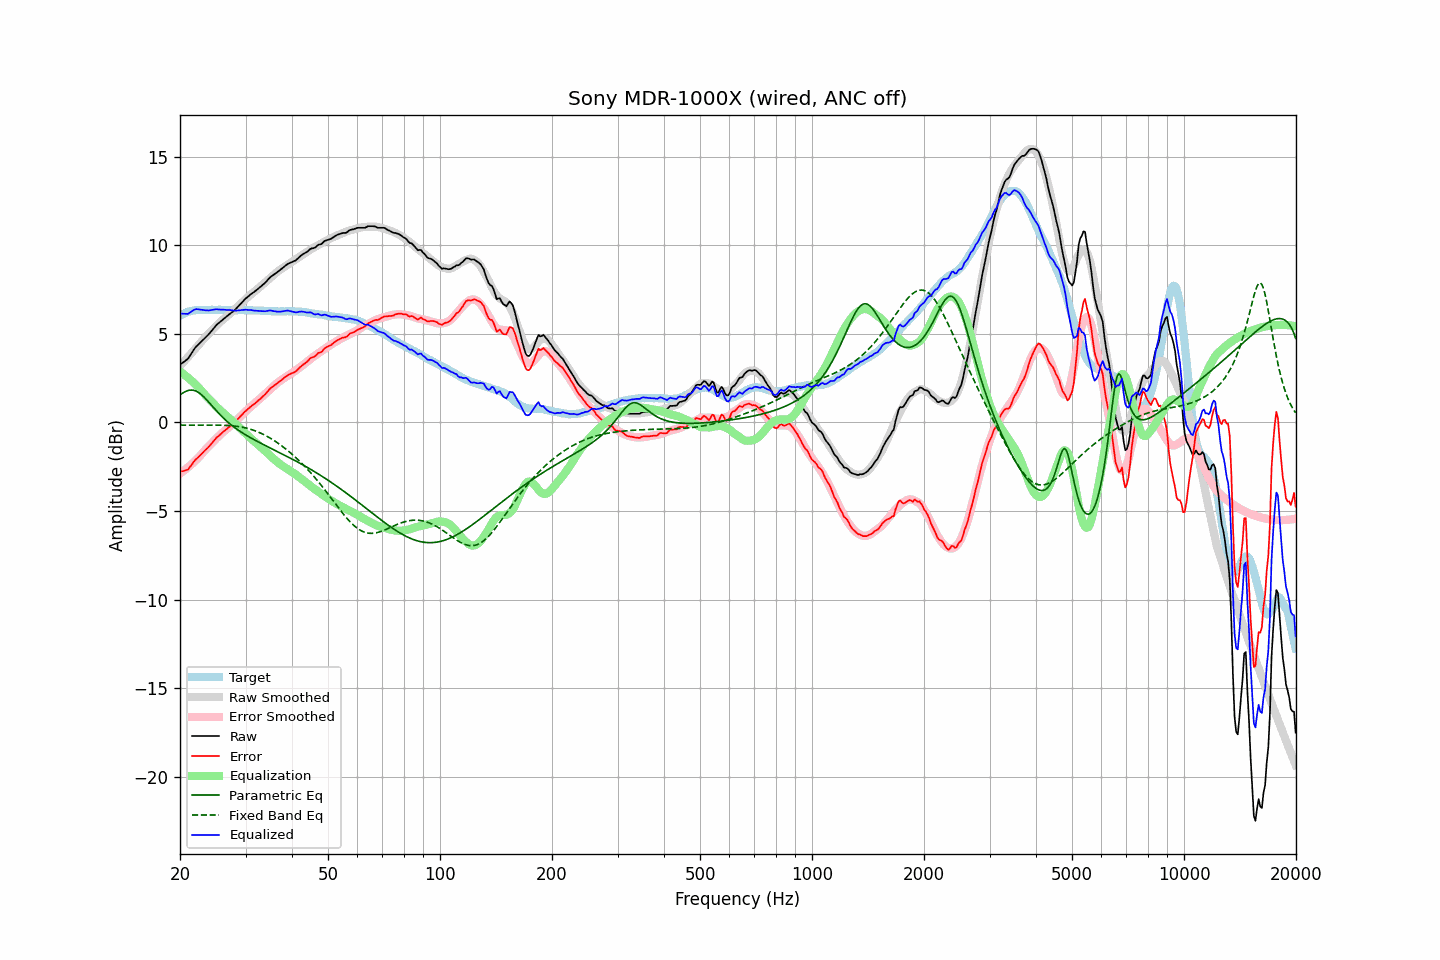 Sony MDR-1000X (wired, ANC off)
Amplitude (dBr)
15
10
5
0
−5
−10
−15
−20
Target
Raw Smoothed
Error Smoothed
Raw
Error
Equalization
Parametric Eq
Fixed Band Eq
Equalized
20 50 100 200 500 1000 2000 5000 10000 20000
Frequency (Hz)